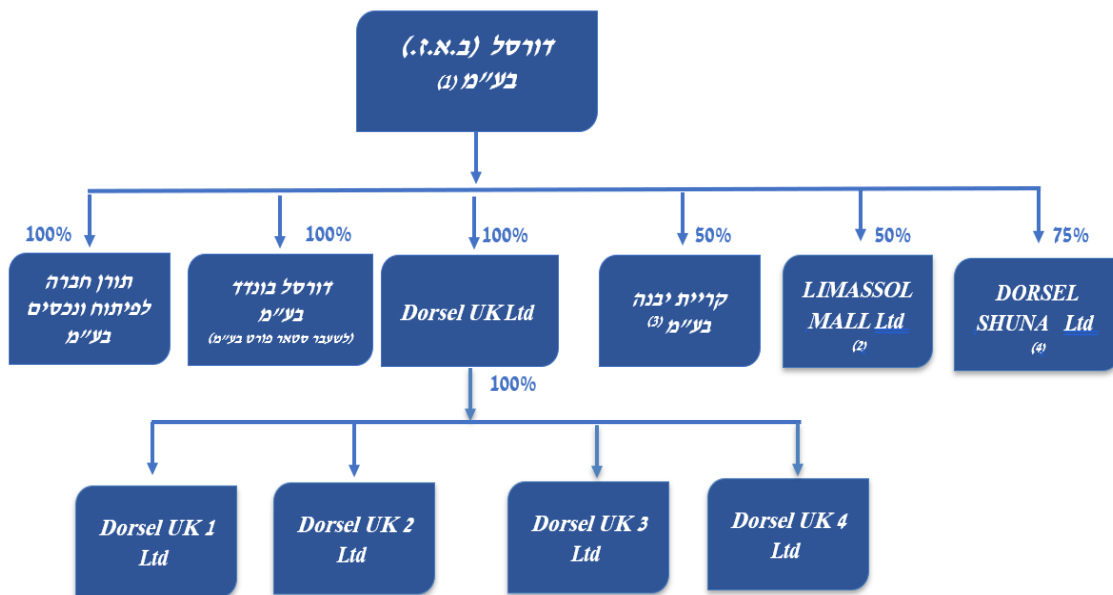 דורסל (ב.א.ז.)
בע״מ (1)
100%
100%
100%
50%
50%
75%
תורן חברה
לפיתוח ונכסים
בע״מ
דורסל בונדד
בע״מ
(לשעבר סטאר פורט בע״מ)
Dorsel UK Ltd
קריית יבנה
בע״מ (3)
LIMASSOL
MALL Ltd
(2)
DORSEL
SHUNA Ltd
(4)
100%
Dorsel UK 1
Ltd
Dorsel UK 2
Ltd
Dorsel UK 3
Ltd
Dorsel UK 4
Ltd